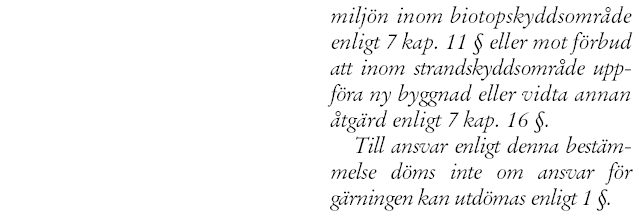 miljön inom biotopskyddsområde
enligt 7 kap. 11 § eller mot förbud
att inom strandskyddsområde upp-
föra ny byggnad eller vidta annan
åtgärd enligt 7 kap. 16 §.
Till ansvar enligt denna bestäm-
melse döms inte om ansvar för
gärningen kan utdömas enligt 1 §.